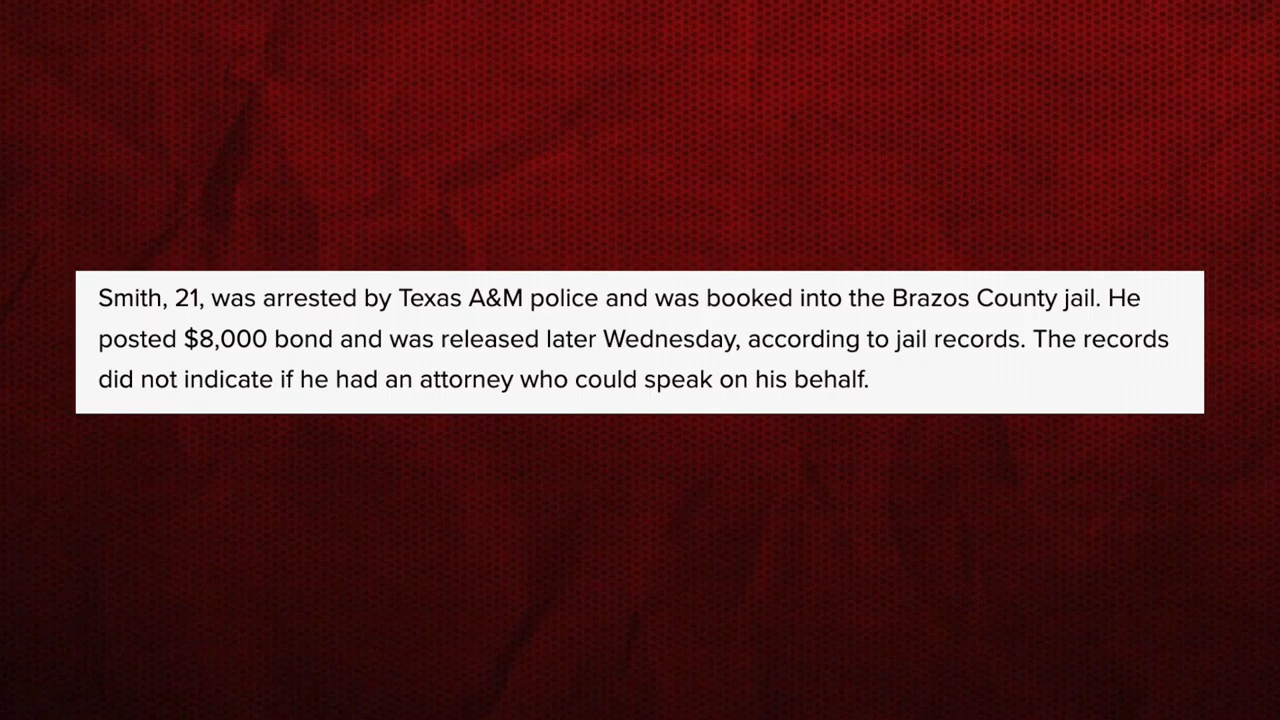 Smith, 21, was arrested by Texas A&M police and was booked into the Brazos County jail. He
posted $8,000 bond and was released later Wednesday, according to jail records. The records
did not indicate if he had an attorney who could speak on his behalf.